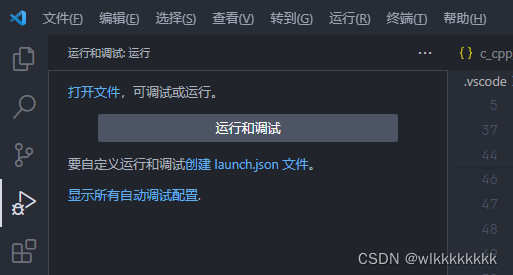 文件(F) 编辑(E) 选择(S) 查看(V) 转到(G) 运行(R) 终端(T) 帮助(H)
运行和调试: 运行 ··· {} c_cpp
打开文件，可调试或运行。
.vscode
运行和调试
要自定义运行和调试创建 launch.json 文件。
显示所有自动调试配置.
5
37
44
46
47
48
49
CSDN @wlkkkkkkkk